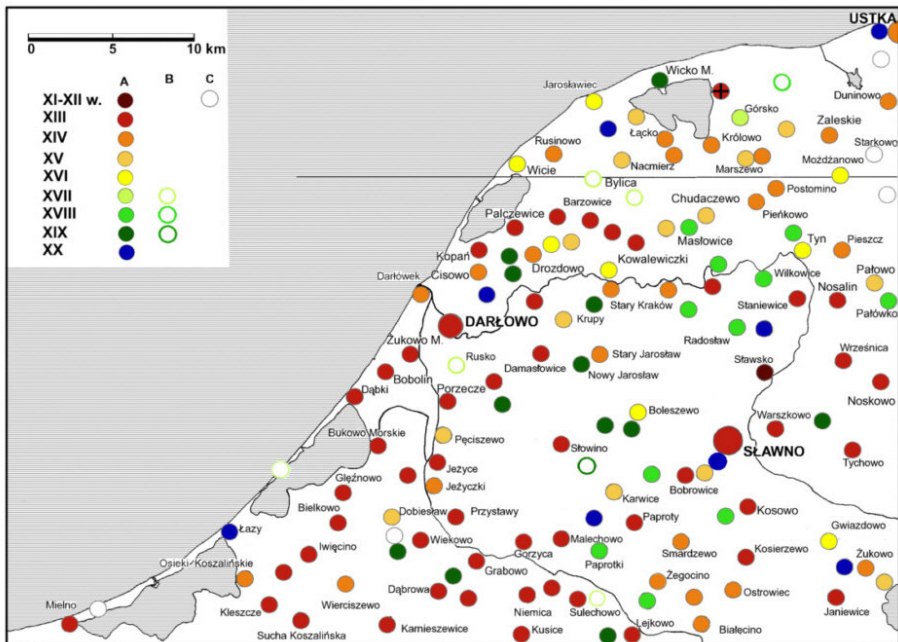 USTKA
0 5 10 km
A B C
XI-XII w.
XIII
XIV
XV
XVI
XVII
XVIII
XIX
XX
Wicko M.
Jarosławiec
Duninowo
Górsko
Zaleskie
Łącko
Królowo
Starkowo
Rusinowo
Nacmierz
Marszewo
Możdżanowo
Wicie
Bylica
Postomino
Barzowice
Chudaczewo
Pieńkowo
Palczewice
Masłowice
Tyn
Pieszcz
Kopań
Kowalewiczki
Cisowo
Drozdowo
Wilkowice
Pałowo
Darłówek
Stary Kraków
Staniewice
Nosalin
Pałówko
DARŁOWO
Krupy
Radosław
Żukowo M.
Stary Jarosław
Sławsko
Wrześnica
Rusko
Damasłowice
Bobolin
Nowy Jarosław
Porzecze
Noskowo
Dąbki
Boleszewo
Warszkowo
Bukowo Morskie
Pęciszewo
Słowino
SŁAWNO
Tychowo
Jeżyce
Glęźnowo
Jeżyczki
Bobrowice
Bielkowo
Karwice
Dobiesław
Przystawy
Paproty
Kosowo
Gwiazdowo
Łazy
Iwięcino
Wiekowo
Malechowo
Gorzyca
Smardzewo
Kosierzewo
Żukowo
Osieki Koszalińskie
Paprotki
Grabowo
Żegocino
Mielno
Kleszcze
Wierciszewo
Dąbrowa
Ostrowiec
Niemica
Sulechowo
Janiewice
Sucha Koszalińska
Karnieszewice
Kusice
Lejkowo
Białęcino